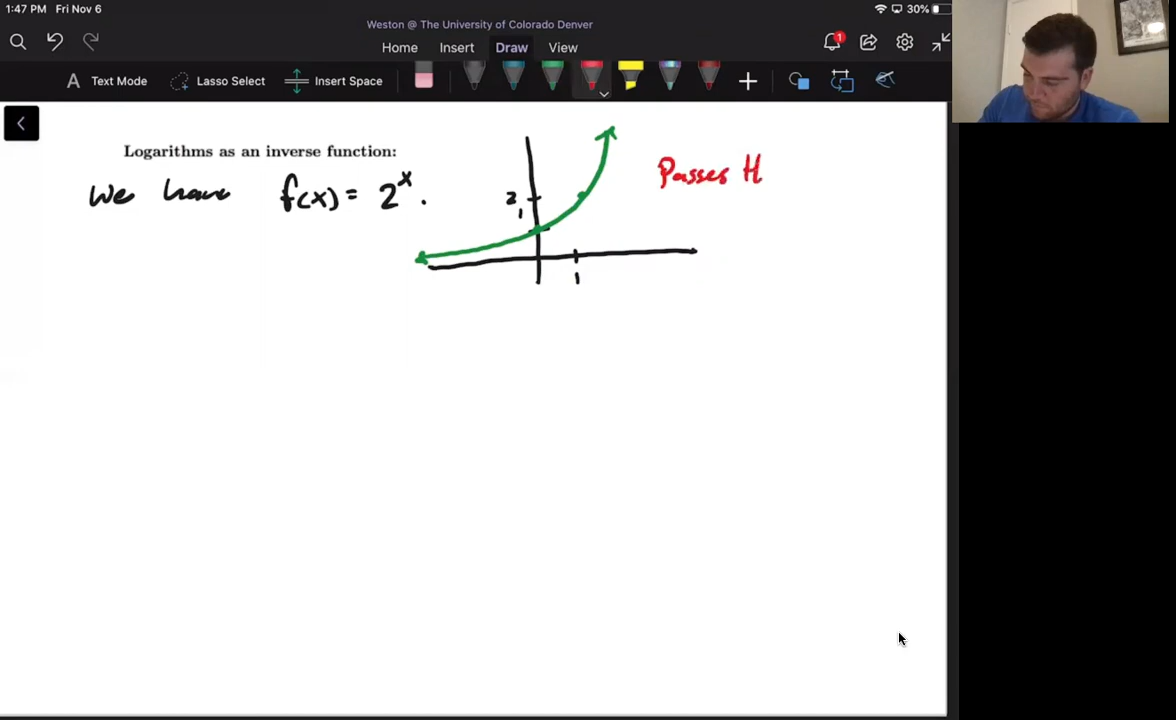 1:47 PM Fri Nov 6
30%
Weston @ The University of Colorado Denver
Home Insert Draw View
1
Text Mode Lasso Select Insert Space
Logarithms as an inverse function:
We have f(x) = 2^x.
Passes H
2
1
1